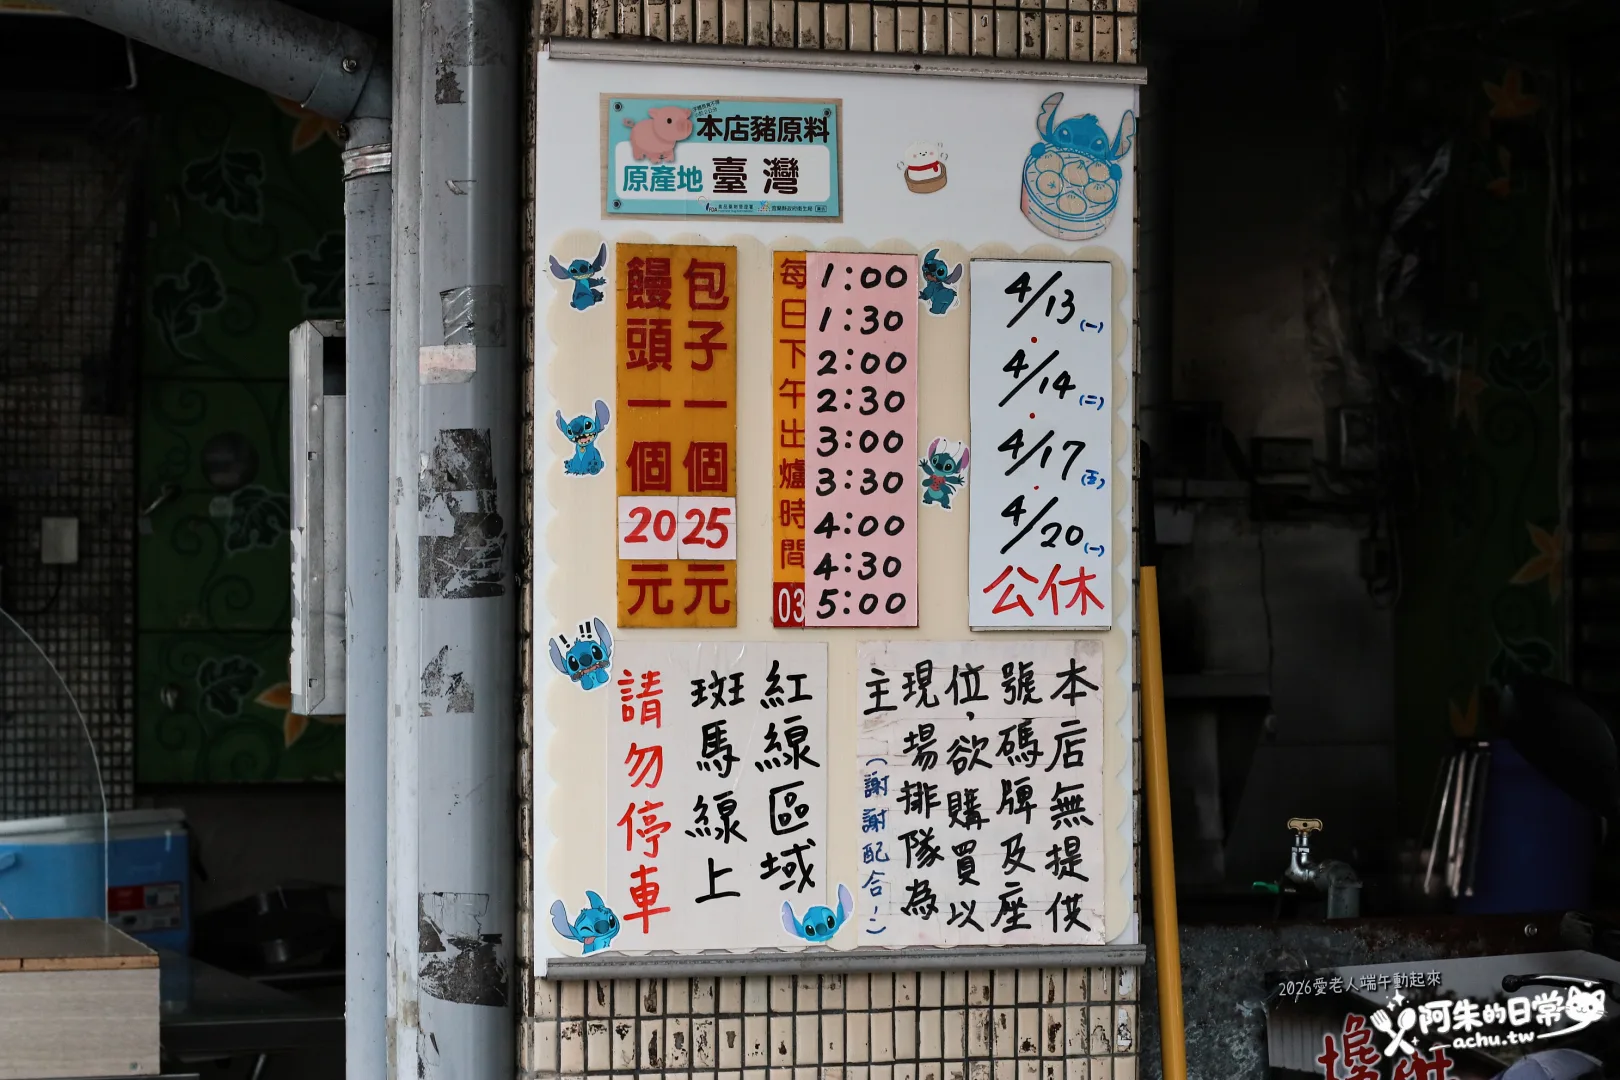 本店豬原料
原產地 臺灣
包子一個25元
饅頭一個20元
每日下午出爐時間
03
1:00
1:30
2:00
2:30
3:00
3:30
4:00
4:30
5:00
4/13(一)
4/14(二)
4/17(五)
4/20(一)
公休
紅線區域
斑馬線上
請勿停車
本店無提供
號碼牌及座
位,欲購買以
現場排隊為
主
(謝謝配合!)
2026愛老人端午動起來
阿朱的日常
achu.tw